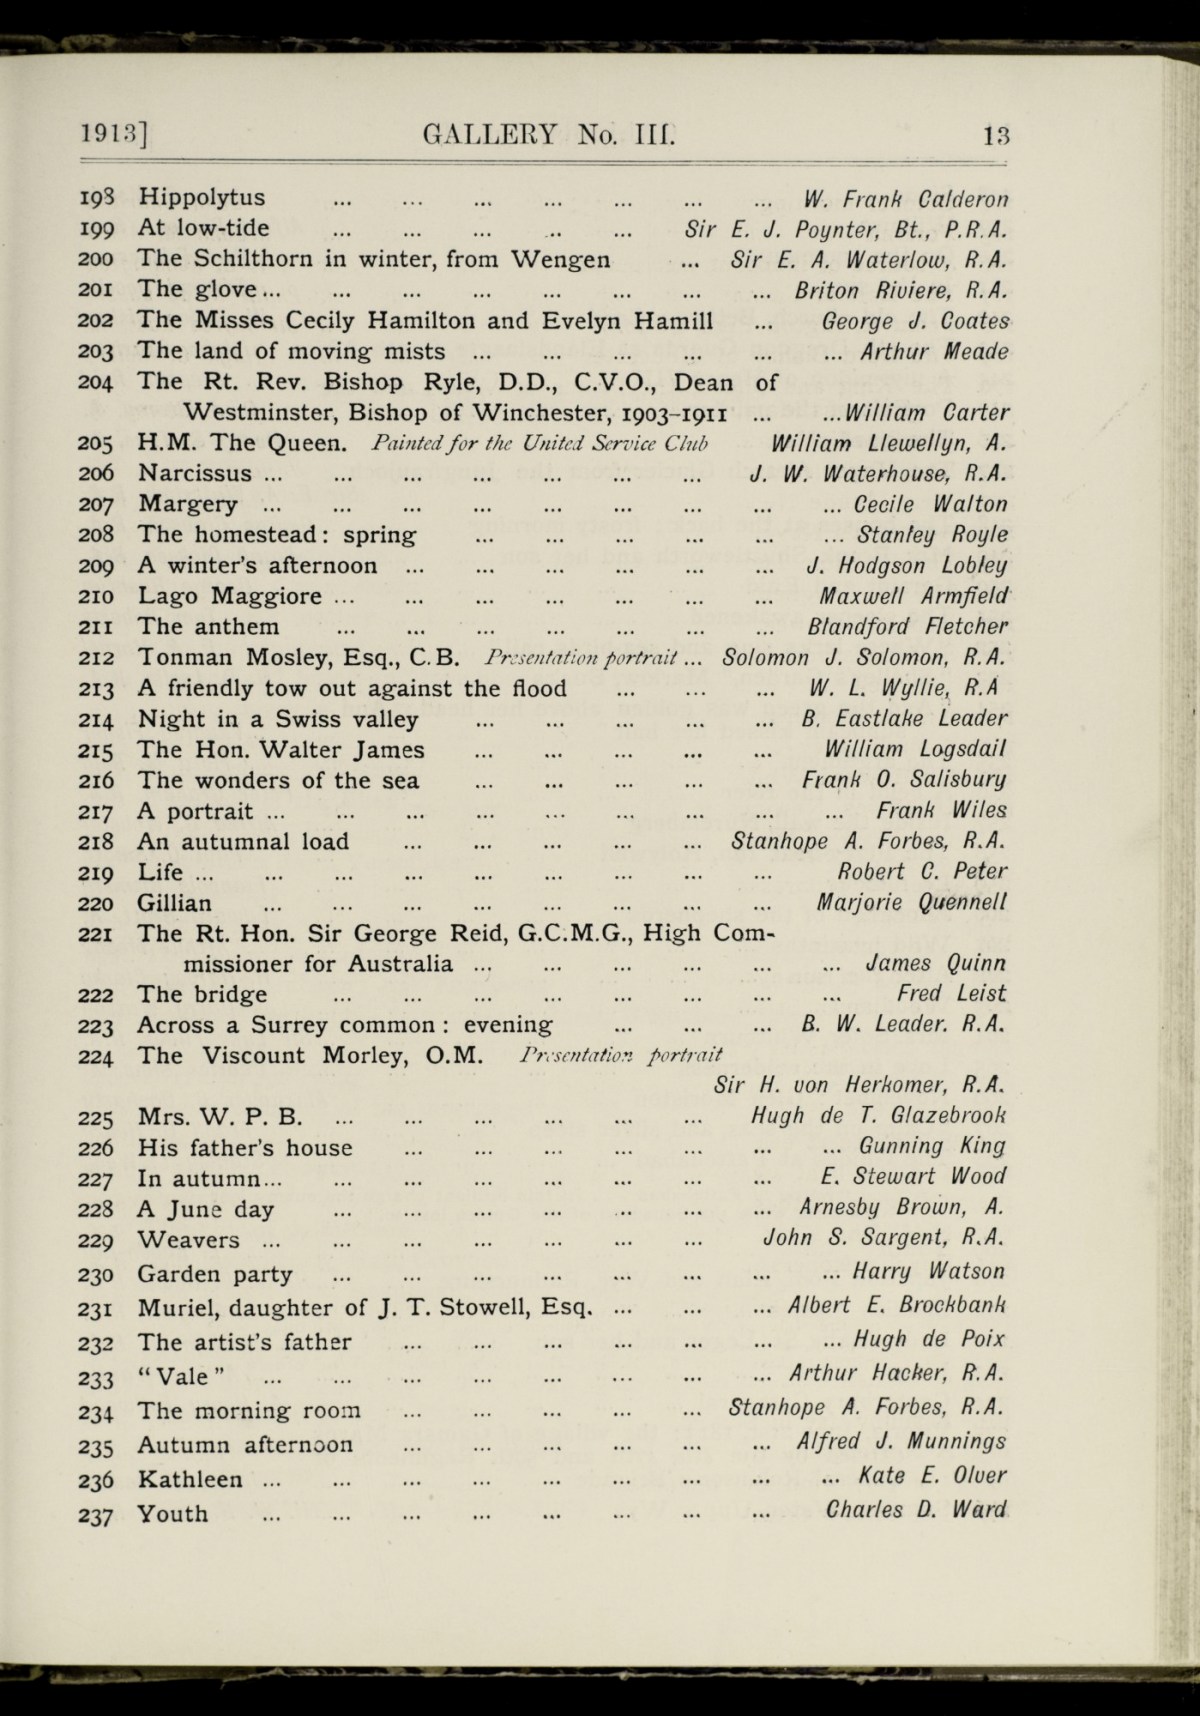 1913] GALLERY No. III. 13
198 Hippolytus ... ... ... ... ... ... ... W. Frank Calderon
199 At low-tide ... ... ... ... ... Sir E. J. Poynter, Bt., P.R.A.
200 The Schilthorn in winter, from Wengen ... Sir E. A. Waterlow, R.A.
201 The glove ... ... ... ... ... ... ... ... Briton Riviere, R.A.
202 The Misses Cecily Hamilton and Evelyn Hamill ... George J. Coates
203 The land of moving mists ... ... ... ... ... ... Arthur Meade
204 The Rt. Rev. Bishop Ryle, D.D., C.V.O., Dean of
Westminster, Bishop of Winchester, 1903-1911 ... ... William Carter
205 H.M. The Queen. Painted for the United Service Club William Llewellyn, A.
206 Narcissus ... ... ... ... ... ... ... J. W. Waterhouse, R.A.
207 Margery ... ... ... ... ... ... ... ... ... Cecile Walton
208 The homestead: spring ... ... ... ... ... ... Stanley Royle
209 A winter's afternoon ... ... ... ... ... ... J. Hodgson Lobley
210 Lago Maggiore ... ... ... ... ... ... ... Maxwell Armfield
211 The anthem ... ... ... ... ... ... ... Blandford Fletcher
212 Tonman Mosley, Esq., C.B. Presentation portrait ... Solomon J. Solomon, R.A.
213 A friendly tow out against the flood ... ... ... W. L. Wyllie, R.A
214 Night in a Swiss valley ... ... ... ... ... B. Eastlake Leader
215 The Hon. Walter James ... ... ... ... ... William Logsdail
216 The wonders of the sea ... ... ... ... ... Frank O. Salisbury
217 A portrait ... ... ... ... ... ... ... ... ... Frank Wiles
218 An autumnal load ... ... ... ... ... Stanhope A. Forbes, R.A.
219 Life ... ... ... ... ... ... ... ... ... Robert C. Peter
220 Gillian ... ... ... ... ... ... ... ... Marjorie Quennell
221 The Rt. Hon. Sir George Reid, G.C.M.G., High Com-
missioner for Australia ... ... ... ... ... ... James Quinn
222 The bridge ... ... ... ... ... ... ... ... Fred Leist
223 Across a Surrey common : evening ... ... ... B. W. Leader. R.A.
224 The Viscount Morley, O.M. Presentation portrait
Sir H. von Herkomer, R.A.
225 Mrs. W. P. B. ... ... ... ... ... ... Hugh de T. Glazebrook
226 His father's house ... ... ... ... ... ... ... Gunning King
227 In autumn... ... ... ... ... ... ... ... E. Stewart Wood
228 A June day ... ... ... ... ... ... ... Arnesby Brown, A.
229 Weavers ... ... ... ... ... ... ... John S. Sargent, R.A.
230 Garden party ... ... ... ... ... ... ... ... Harry Watson
231 Muriel, daughter of J. T. Stowell, Esq. ... ... ... Albert E. Brockbank
232 The artist's father ... ... ... ... ... ... ... Hugh de Poix
233 "Vale" ... ... ... ... ... ... ... ... Arthur Hacker, R.A.
234 The morning room ... ... ... ... ... Stanhope A. Forbes, R.A.
235 Autumn afternoon ... ... ... ... ... ... Alfred J. Munnings
236 Kathleen ... ... ... ... ... ... ... ... ... Kate E. Olver
237 Youth ... ... ... ... ... ... ... ... Charles D. Ward